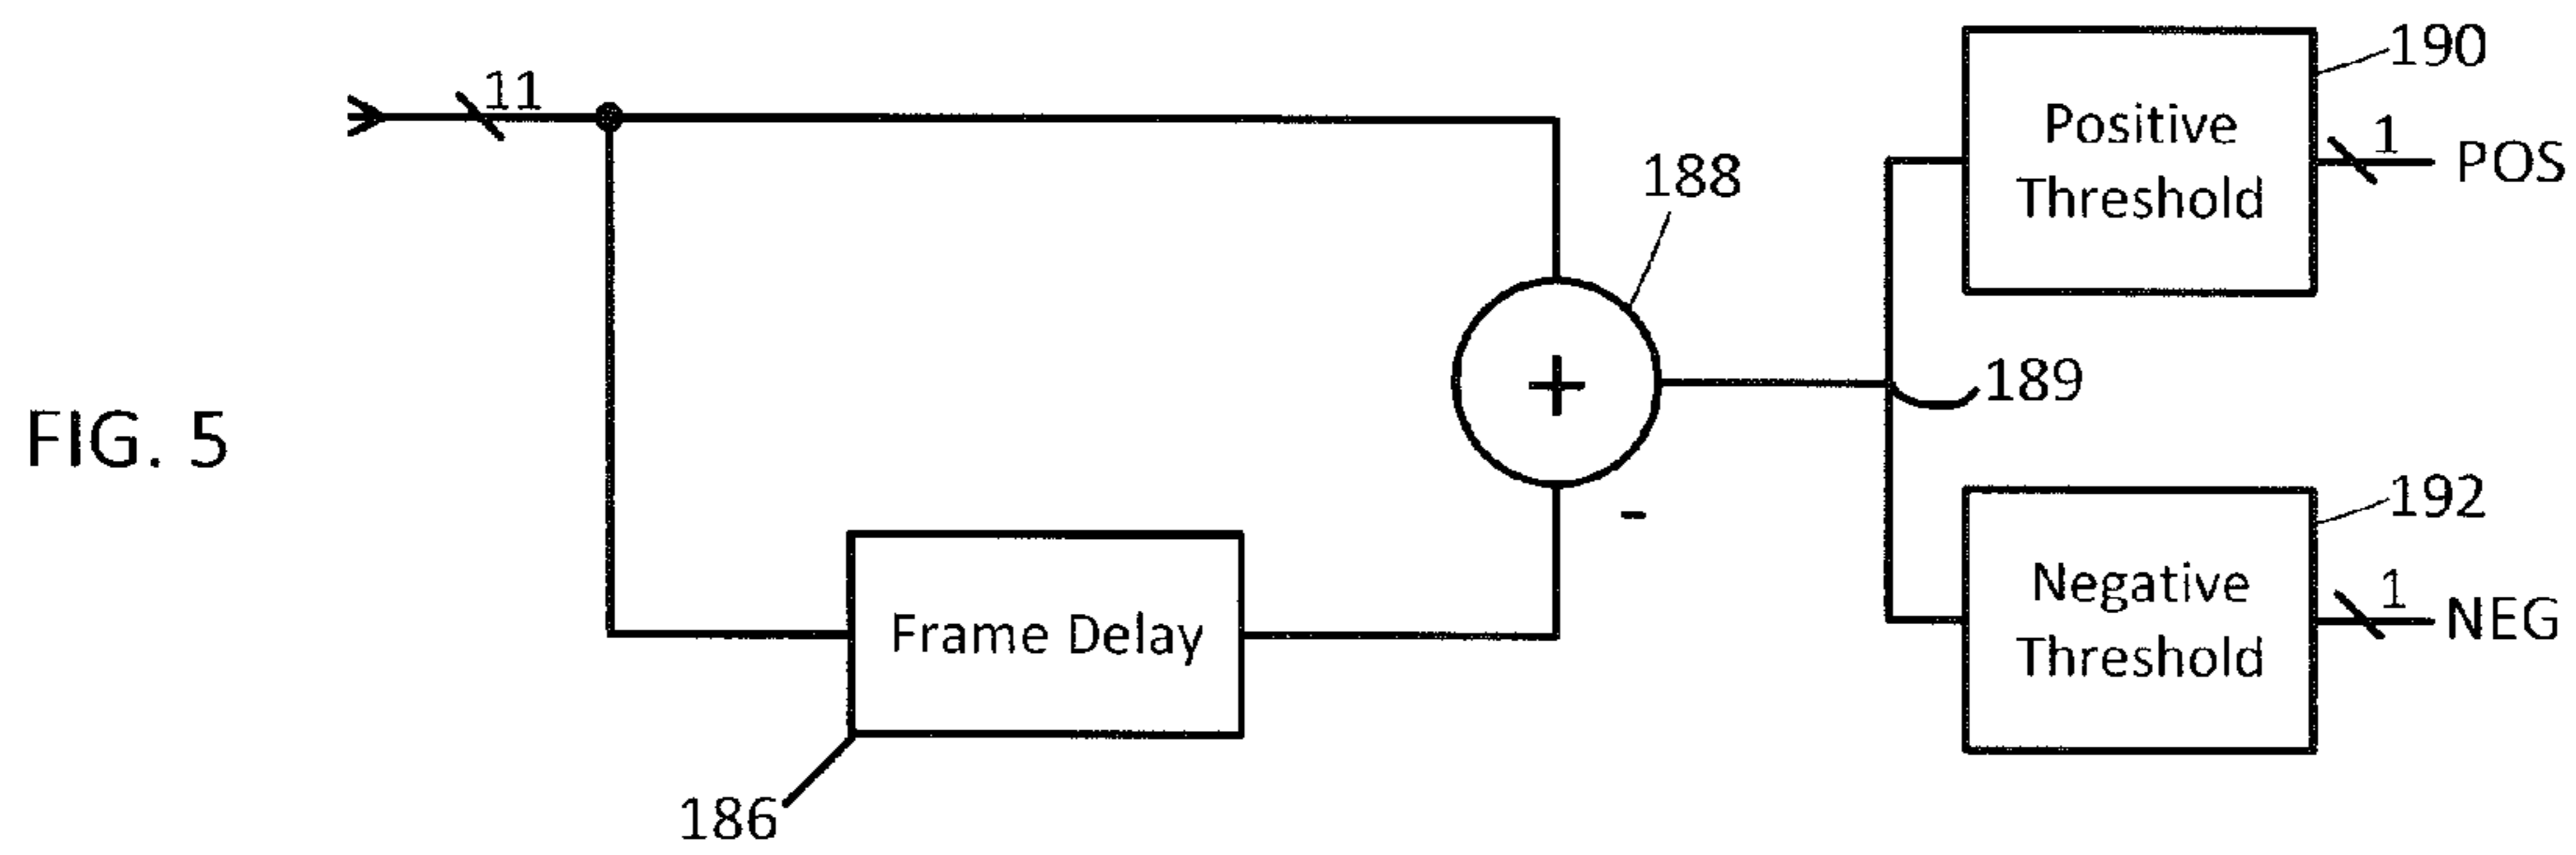 11
190
Positive
Threshold
1
POS
188
+
189
FIG. 5
-
192
Negative
Threshold
1
NEG
Frame Delay
186